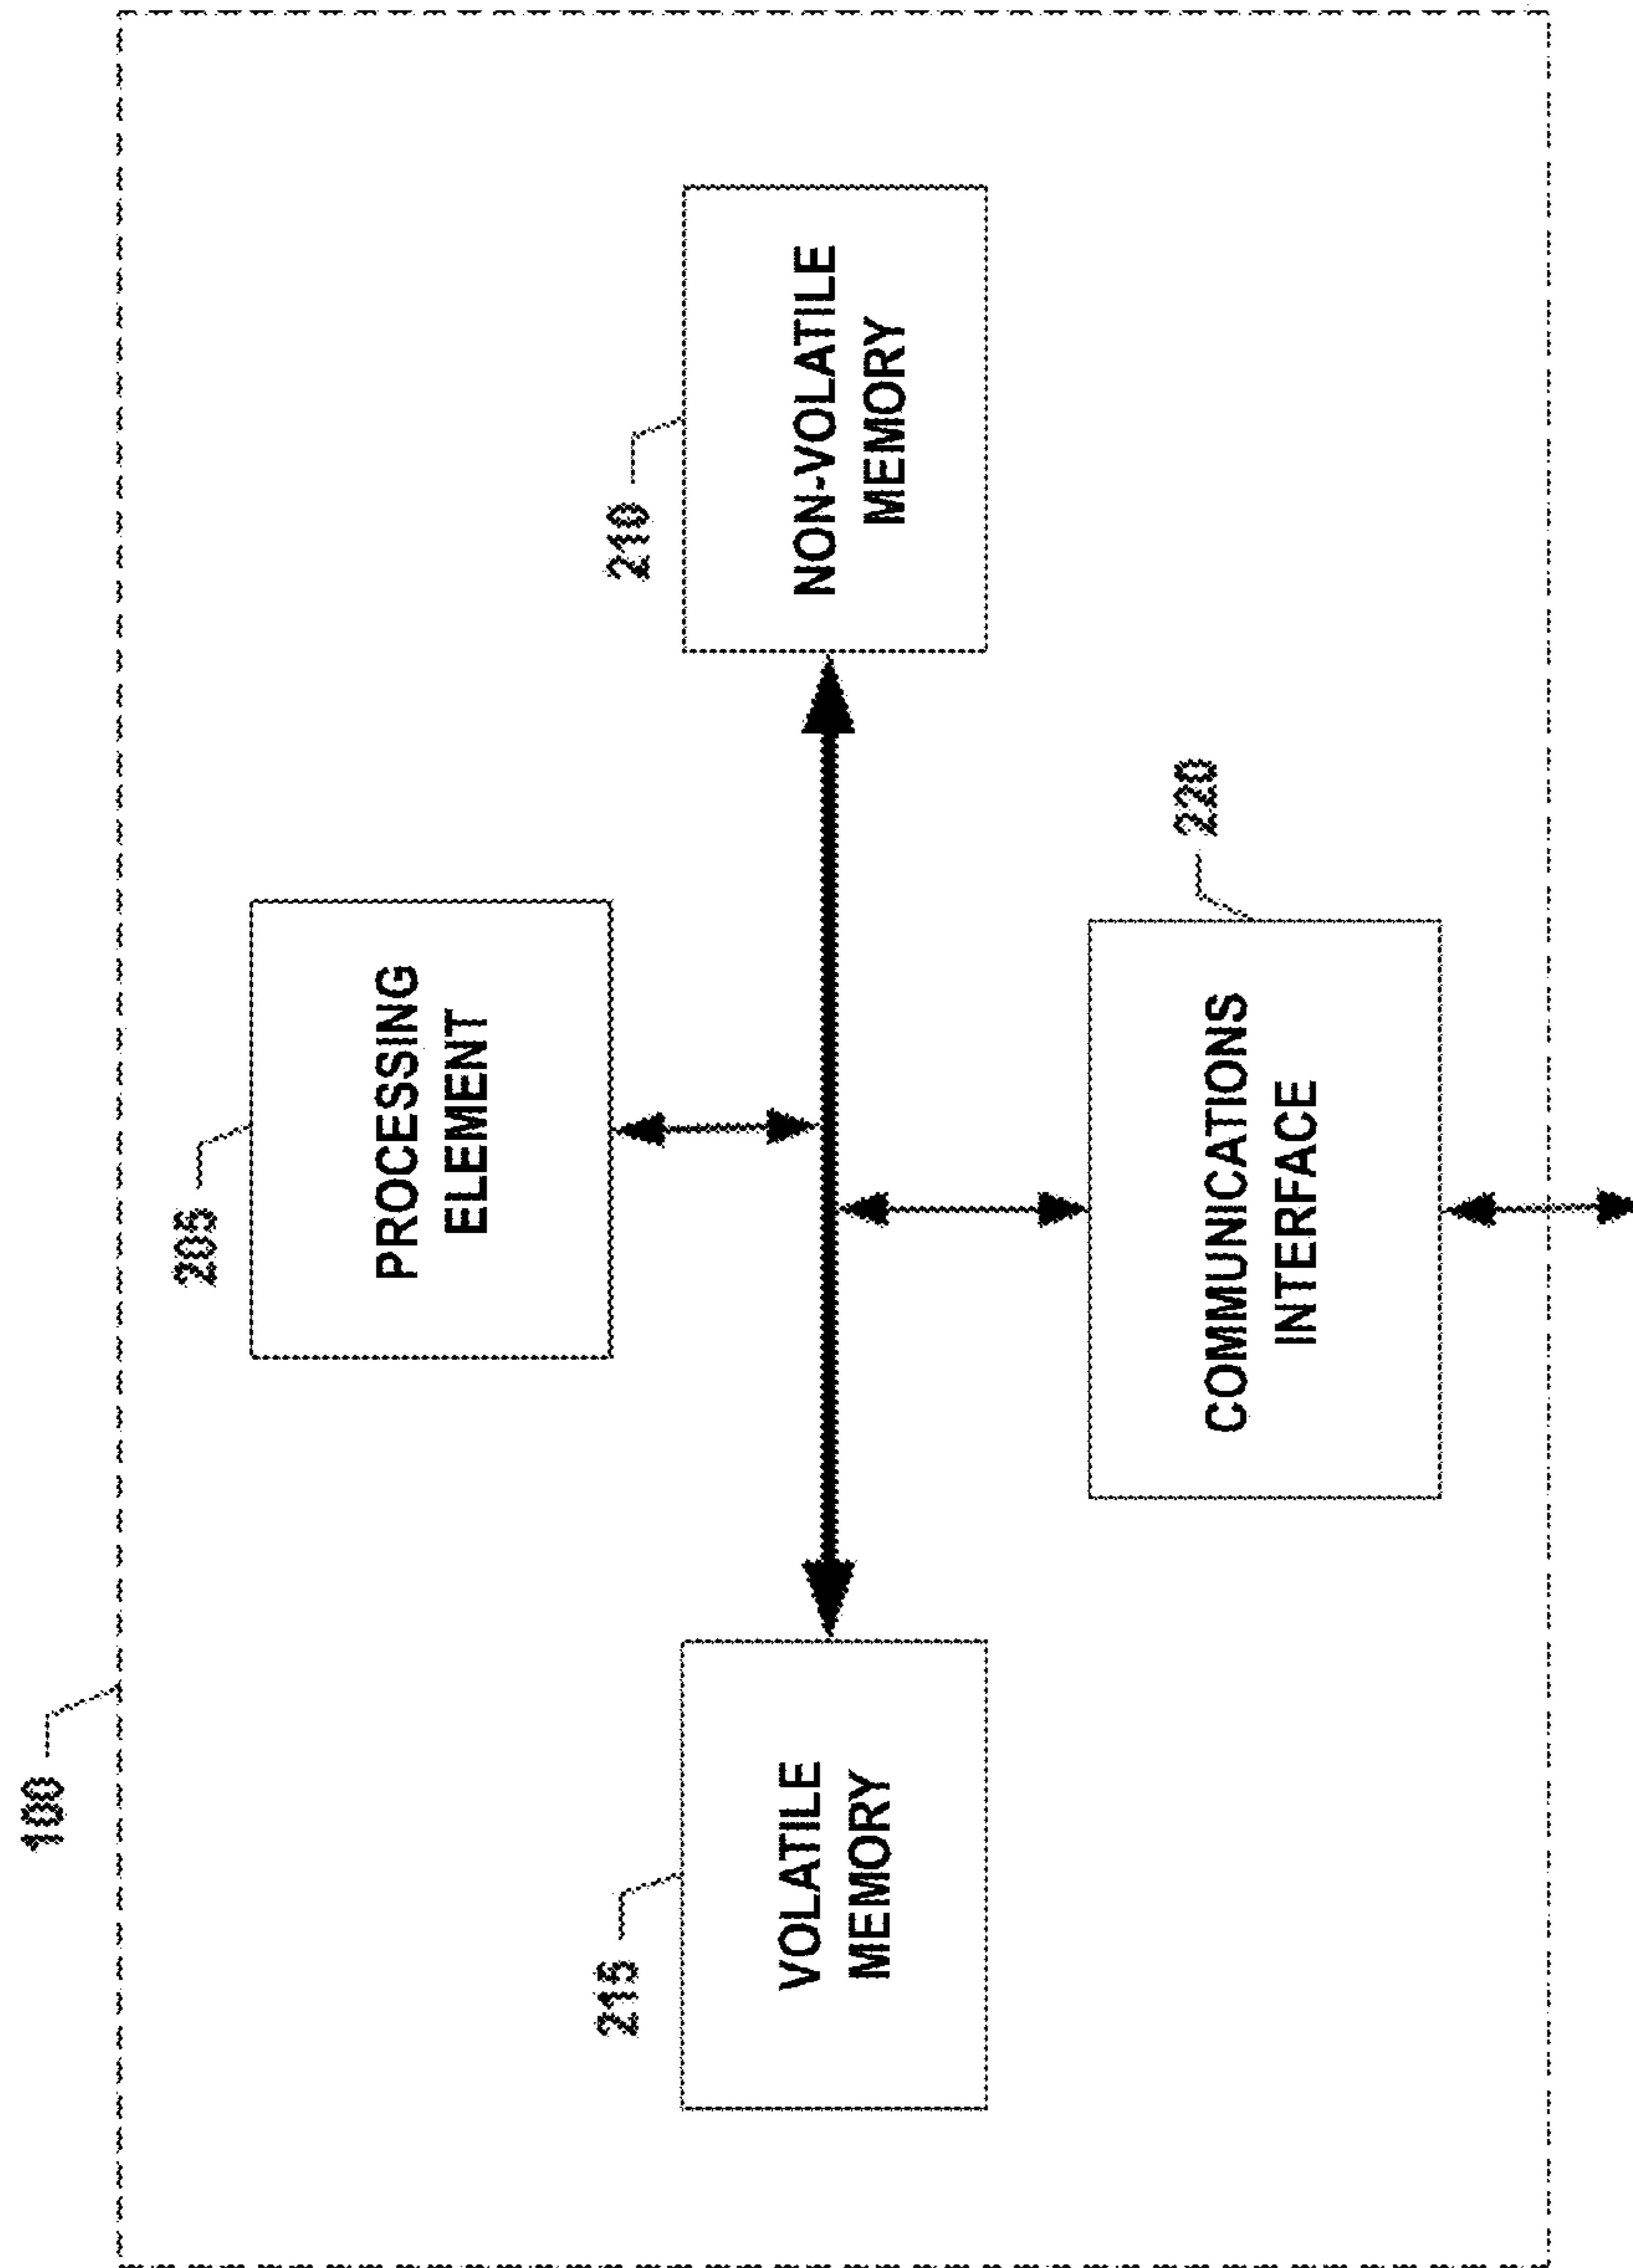 100
205
PROCESSING
ELEMENT
215
VOLATILE
MEMORY
210
NON-VOLATILE
MEMORY
220
COMMUNICATIONS
INTERFACE